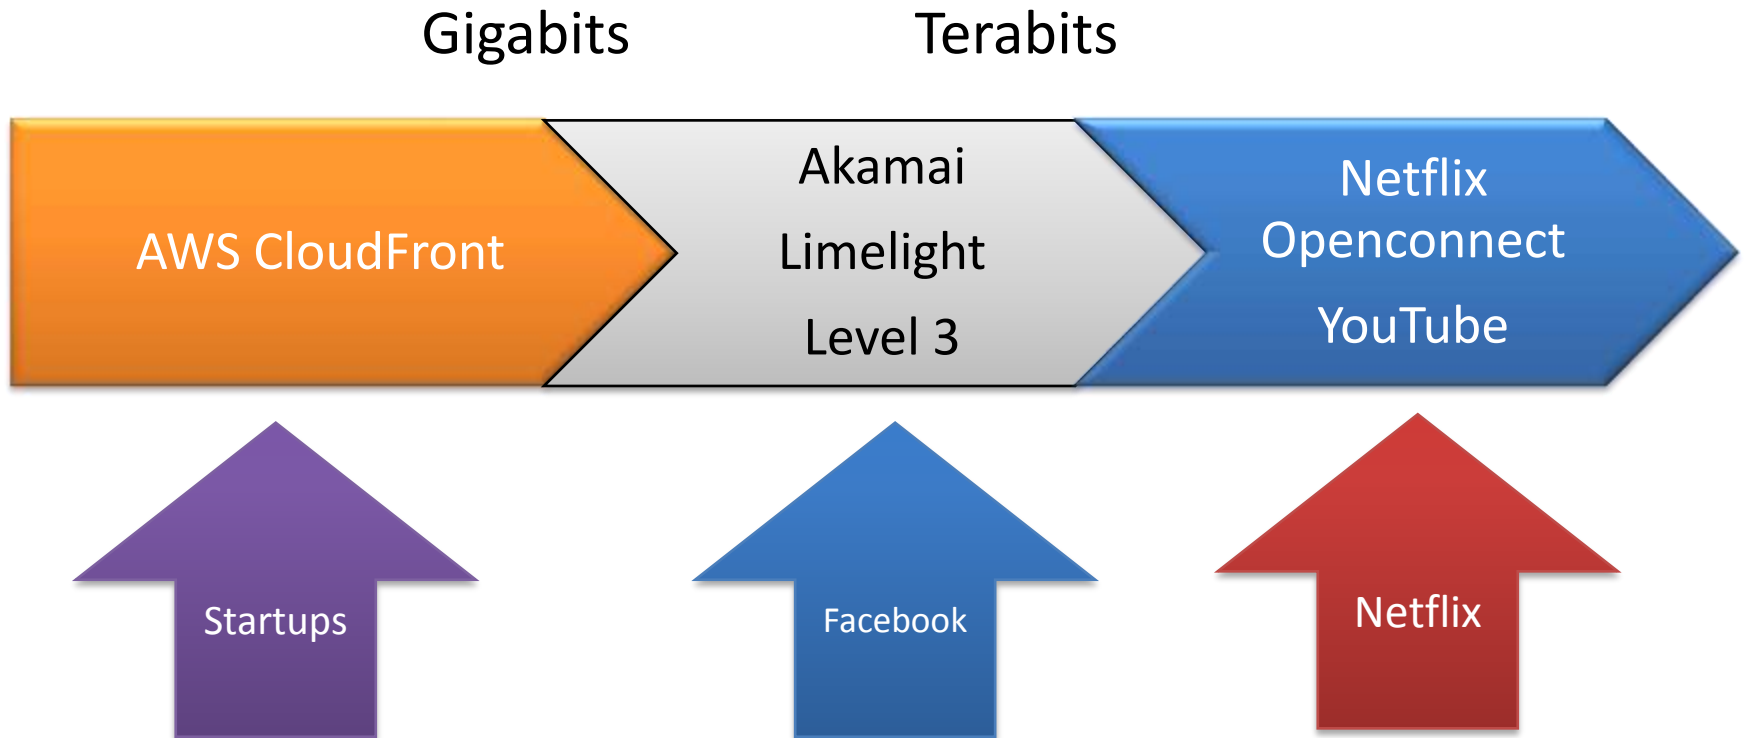 Gigabits
Terabits
AWS CloudFront
Akamai
Limelight
Level 3
Netflix
Openconnect
YouTube
Startups
Facebook
Netflix